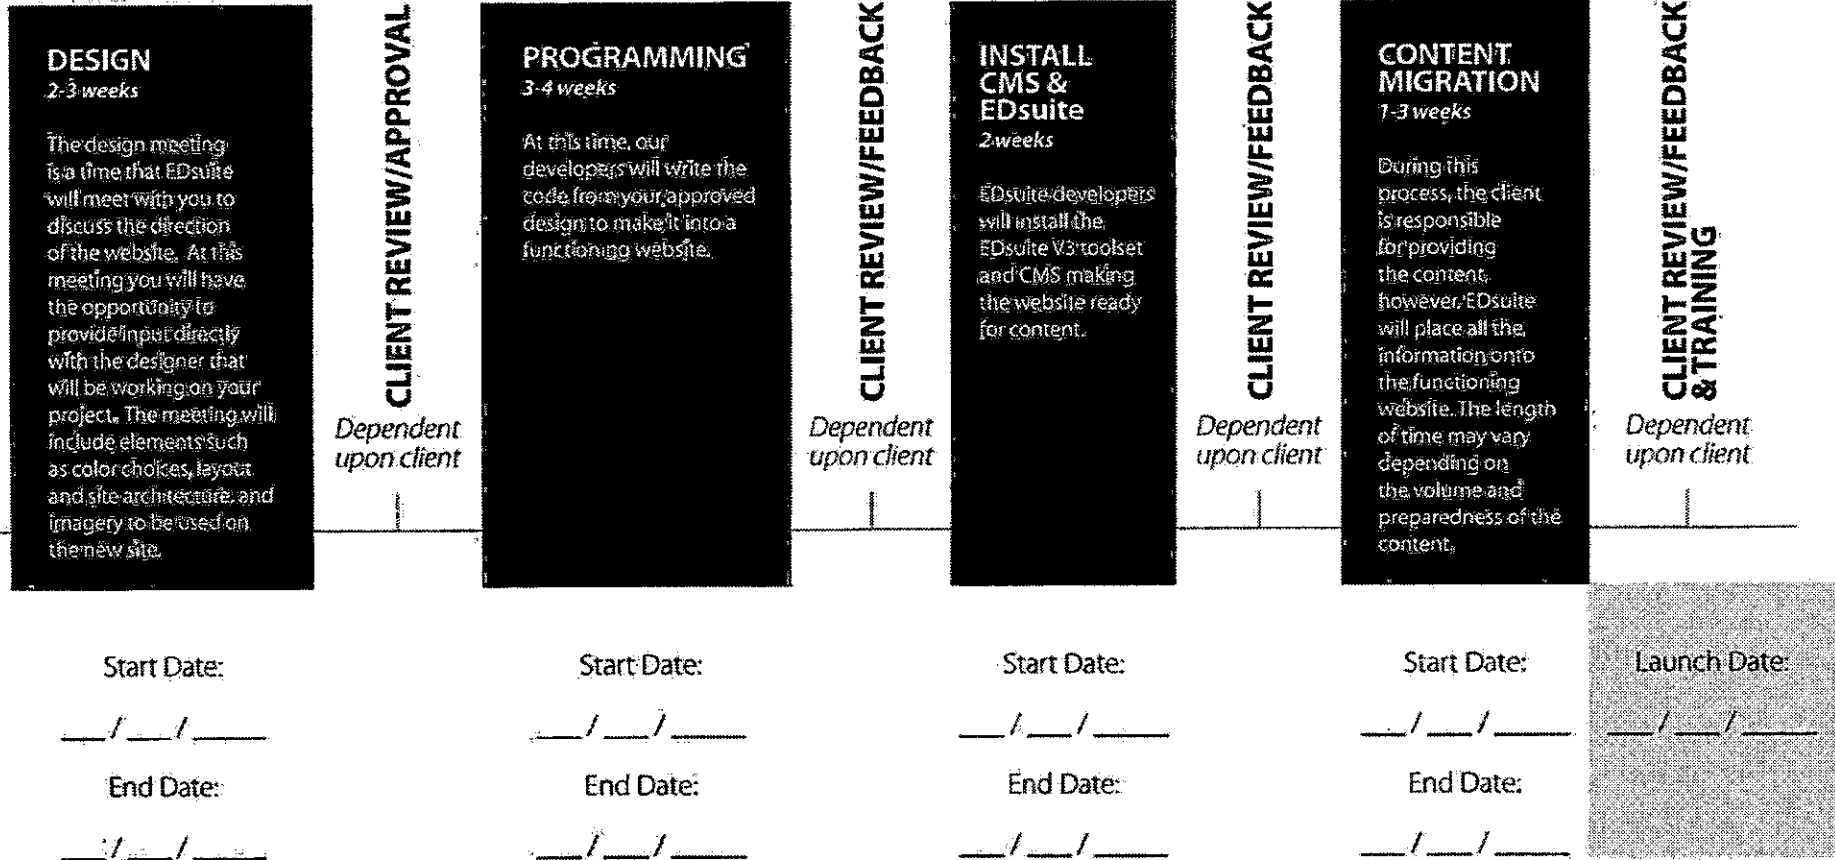 DESIGN
2-3 weeks
The design meeting
is a time that EDsuite
will meet with you to
discuss the direction
of the website. At this
meeting you will have
the opportunity to
provide input directly
with the designer that
will be working on your
project. The meeting will
include elements such
as color choices, layout
and site architecture, and
imagery to be used on
the new site.
CLIENT REVIEW/APPROVAL
Dependent
upon client
PROGRAMMING
3-4 weeks
At this time, our
developers will write the
code from your approved
design to make it into a
functioning website.
CLIENT REVIEW/FEEDBACK
Dependent
upon client
INSTALL
CMS &
EDsuite
2 weeks
EDsuite developers
will install the
EDsuite V3 toolset
and CMS making
the website ready
for content.
CLIENT REVIEW/FEEDBACK
Dependent
upon client
CONTENT
MIGRATION
1-3 weeks
During this
process, the client
is responsible
for providing
the content,
however, EDsuite
will place all the
information onto
the functioning
website. The length
of time may vary
depending on
the volume and
preparedness of the
content.
CLIENT REVIEW/FEEDBACK
& TRAINING
Dependent
upon client
Start Date:
__/__/___
End Date:
__/__/___
Start Date:
__/__/___
End Date:
__/__/___
Start Date:
__/__/___
End Date:
__/__/___
Start Date:
__/__/___
End Date:
__/__/___
Launch Date:
__/__/___